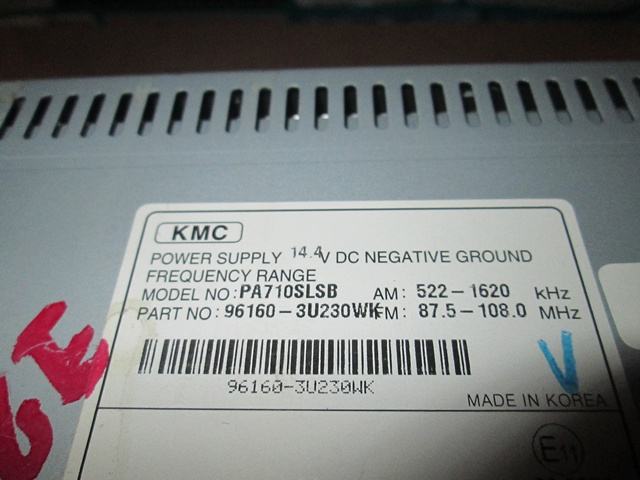 KMC
POWER SUPPLY 14.4V DC NEGATIVE GROUND
FREQUENCY RANGE
MODEL NO: PA710SLSB AM: 522-1620 kHz
PART NO: 96160-3U230WK FM: 87.5-108.0 MHz
96160-3U230WK
V
MADE IN KOREA
E11